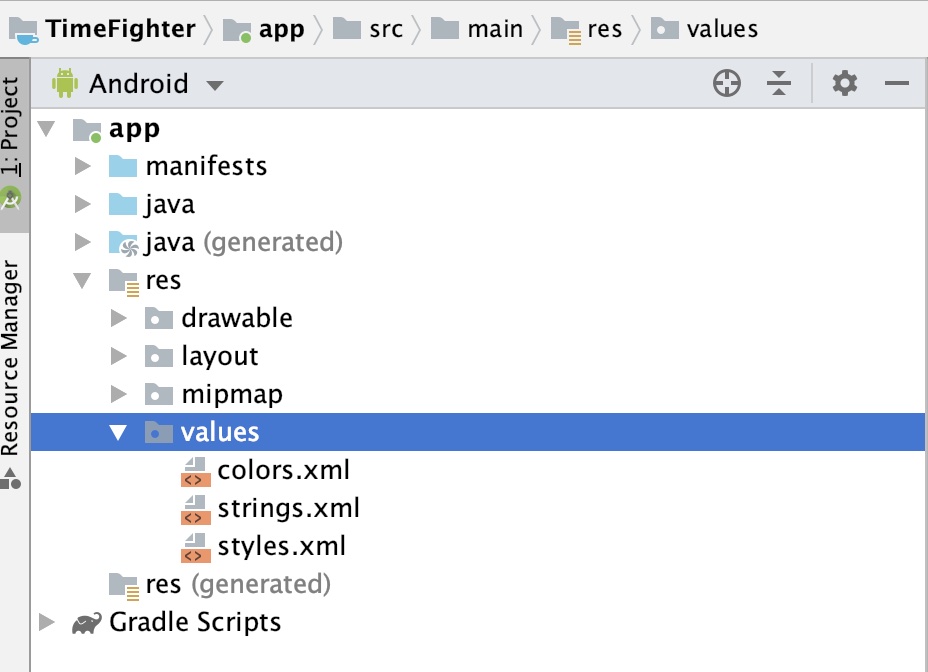 TimeFighter app src main res values
1: Project
Resource Manager
Android
app
manifests
java
java (generated)
res
drawable
layout
mipmap
values
colors.xml
strings.xml
styles.xml
res (generated)
Gradle Scripts